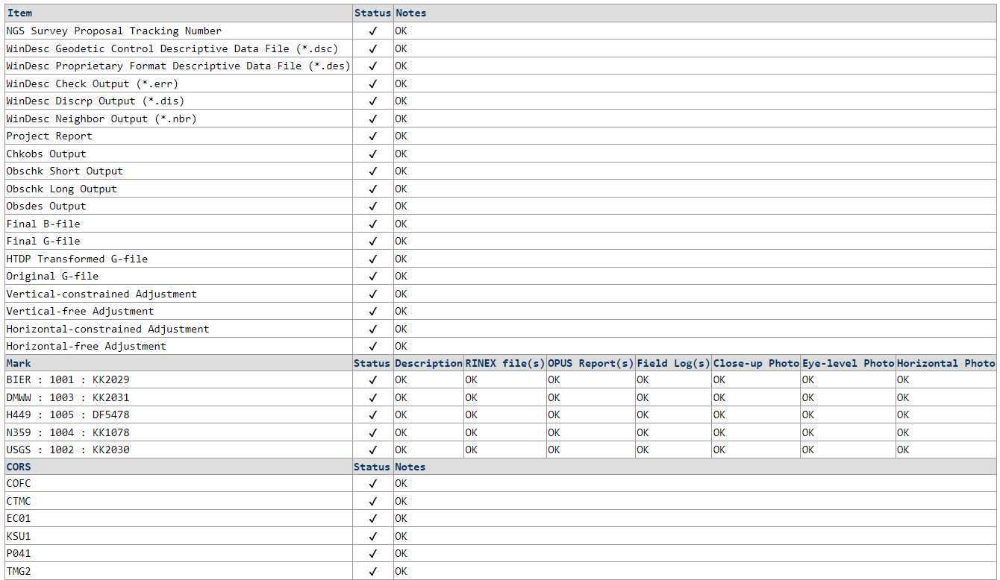 Item Status Notes
NGS Survey Proposal Tracking Number ✓ OK
WinDesc Geodetic Control Descriptive Data File (*.dsc) ✓ OK
WinDesc Proprietary Format Descriptive Data File (*.des) ✓ OK
WinDesc Check Output (*.err) ✓ OK
WinDesc Discrp Output (*.dis) ✓ OK
WinDesc Neighbor Output (*.nbr) ✓ OK
Project Report ✓ OK
Chkobs Output ✓ OK
Obschk Short Output ✓ OK
Obschk Long Output ✓ OK
Obsdes Output ✓ OK
Final B-file ✓ OK
Final G-file ✓ OK
HTDP Transformed G-file ✓ OK
Original G-file ✓ OK
Vertical-constrained Adjustment ✓ OK
Vertical-free Adjustment ✓ OK
Horizontal-constrained Adjustment ✓ OK
Horizontal-free Adjustment ✓ OK
Mark Status Description RINEX file(s) OPUS Report(s) Field Log(s) Close-up Photo Eye-level Photo Horizontal Photo
BIER : 1001 : KK2029 ✓ OK OK OK OK OK OK OK
DMWW : 1003 : KK2031 ✓ OK OK OK OK OK OK OK
H449 : 1005 : DF5478 ✓ OK OK OK OK OK OK OK
N359 : 1004 : KK1078 ✓ OK OK OK OK OK OK OK
USGS : 1002 : KK2030 ✓ OK OK OK OK OK OK OK
CORS Status Notes
COFC ✓ OK
CTMC ✓ OK
EC01 ✓ OK
KSU1 ✓ OK
P041 ✓ OK
TMG2 ✓ OK